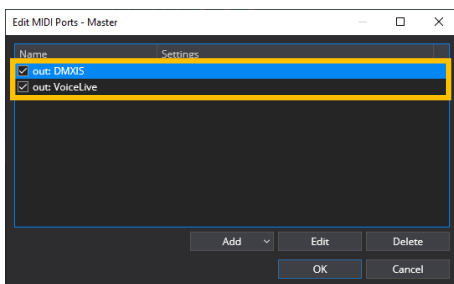 Edit MIDI Ports - Master
Name Settings
out: DMXIS
out: VoiceLive
Add Edit Delete
OK Cancel